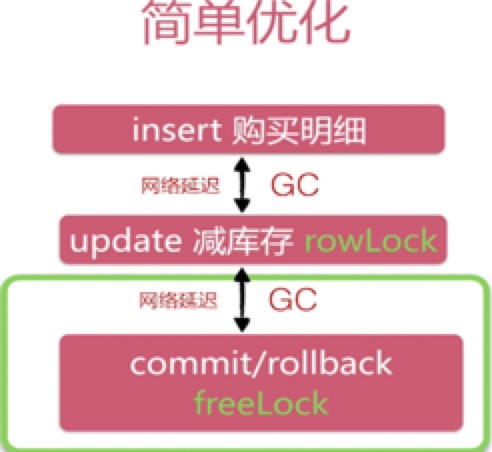 简单优化
insert 购买明细
网络延迟 GC
update 减库存 rowLock
网络延迟 GC
commit/rollback
freeLock